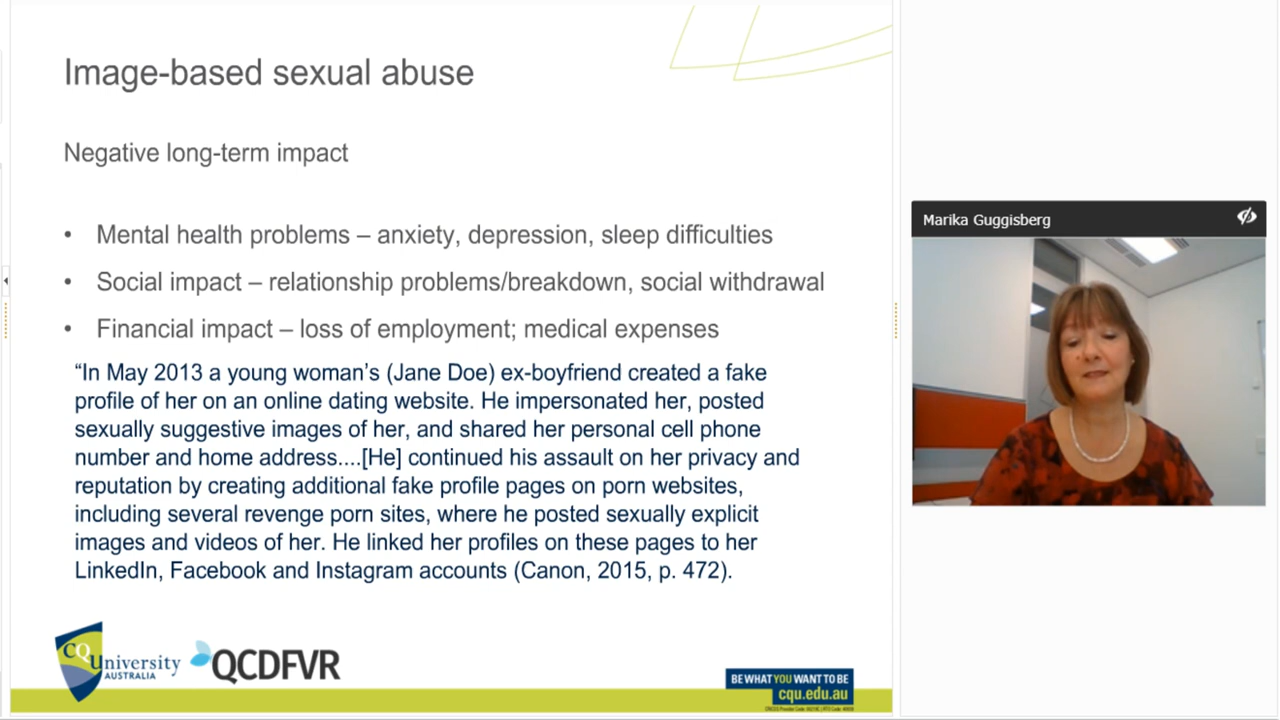 Image-based sexual abuse
Negative long-term impact
• Mental health problems – anxiety, depression, sleep difficulties
• Social impact – relationship problems/breakdown, social withdrawal
• Financial impact – loss of employment; medical expenses
“In May 2013 a young woman’s (Jane Doe) ex-boyfriend created a fake
profile of her on an online dating website. He impersonated her, posted
sexually suggestive images of her, and shared her personal cell phone
number and home address....[He] continued his assault on her privacy and
reputation by creating additional fake profile pages on porn websites,
including several revenge porn sites, where he posted sexually explicit
images and videos of her. He linked her profiles on these pages to her
LinkedIn, Facebook and Instagram accounts (Canon, 2015, p. 472).
CQUniversity
AUSTRALIA
QCDFVR
BE WHAT YOU WANT TO BE
cqu.edu.au
Marika Guggisberg